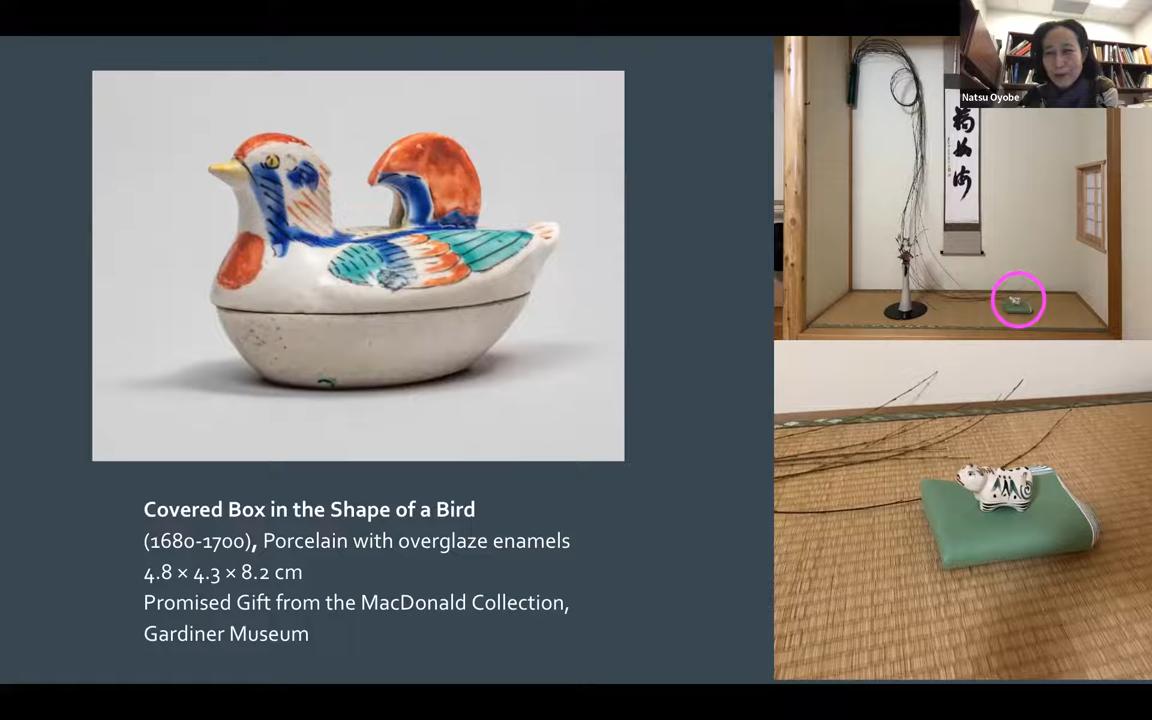 Natsu Oyobe
Covered Box in the Shape of a Bird
(1680-1700), Porcelain with overglaze enamels
4.8 × 4.3 × 8.2 cm
Promised Gift from the MacDonald Collection,
Gardiner Museum